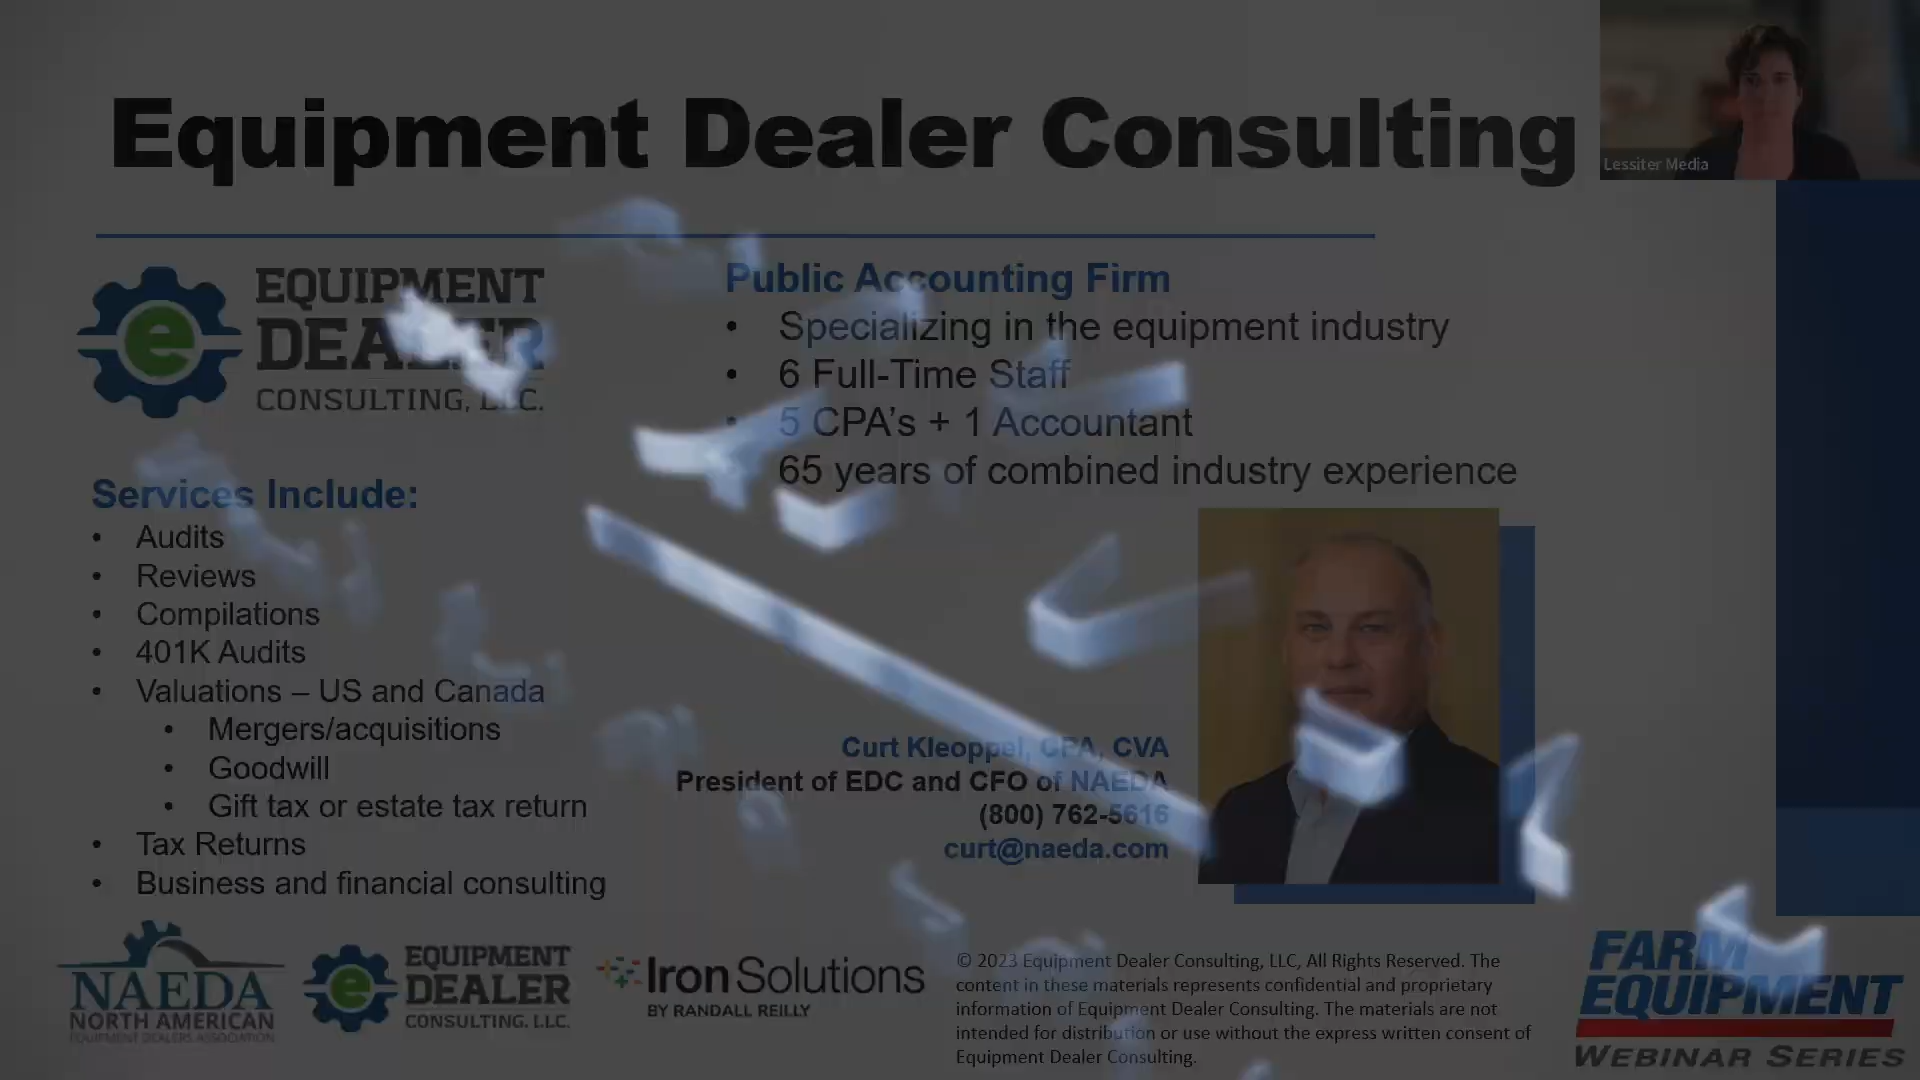 Equipment Dealer Consulting
Lessiter Media
EQUIPMENT
DEALER
CONSULTING, LLC.
Public Accounting Firm
• Specializing in the equipment industry
• 6 Full-Time Staff
• 5 CPA's + 1 Accountant
65 years of combined industry experience
Services Include:
• Audits
• Reviews
• Compilations
• 401K Audits
• Valuations – US and Canada
• Mergers/acquisitions
• Goodwill
• Gift tax or estate tax return
• Tax Returns
• Business and financial consulting
Curt Kleoppel, CPA, CVA
President of EDC and CFO of NAEDA
(800) 762-5616
curt@naeda.com
NAEDA
NORTH AMERICAN
EQUIPMENT DEALERS ASSOCIATION
EQUIPMENT
DEALER
CONSULTING, LLC.
IronSolutions
BY RANDALL REILLY
© 2023 Equipment Dealer Consulting, LLC, All Rights Reserved. The
content in these materials represents confidential and proprietary
information of Equipment Dealer Consulting. The materials are not
intended for distribution or use without the express written consent of
Equipment Dealer Consulting.
FARM
EQUIPMENT
WEBINAR SERIES